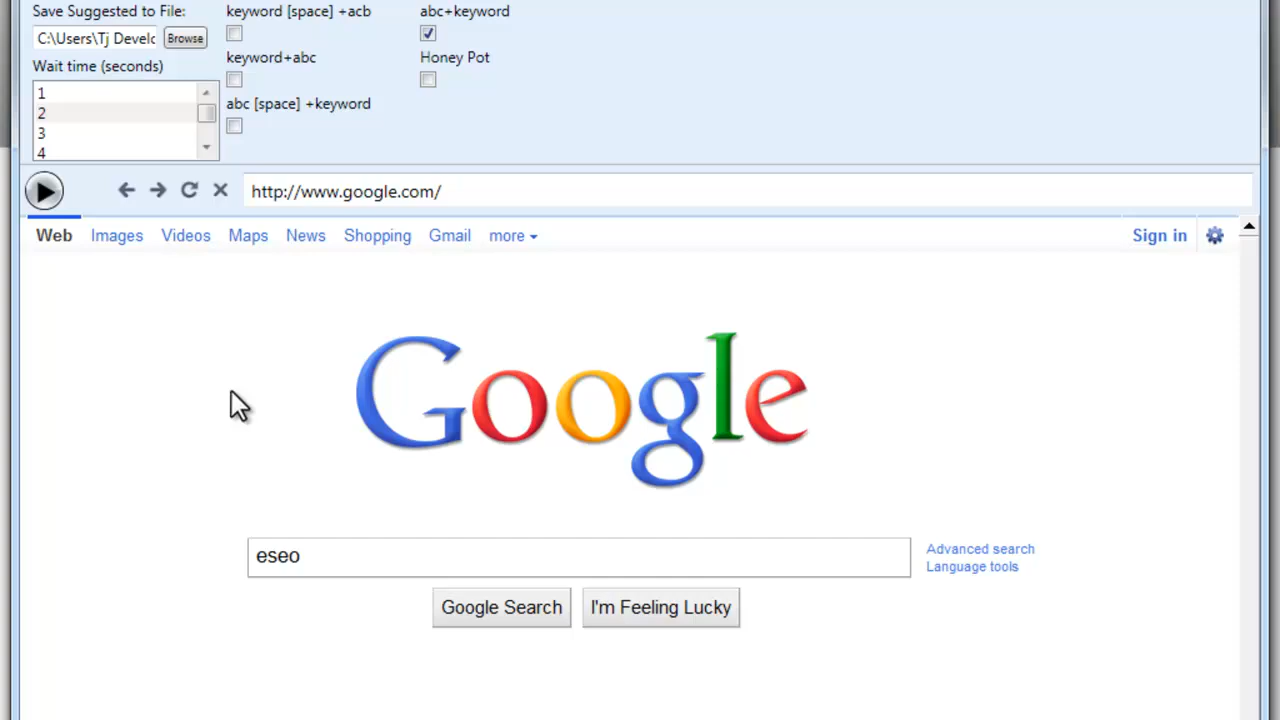 Save Suggested to File:
keyword [space] +acb
abc+keyword
C:\Users\Tj Develc
Browse
keyword+abc
Honey Pot
Wait time (seconds)
1
2
3
4
abc [space] +keyword
http://www.google.com/
Web Images Videos Maps News Shopping Gmail more Sign in
Google
eseo
Advanced search
Language tools
Google Search I'm Feeling Lucky